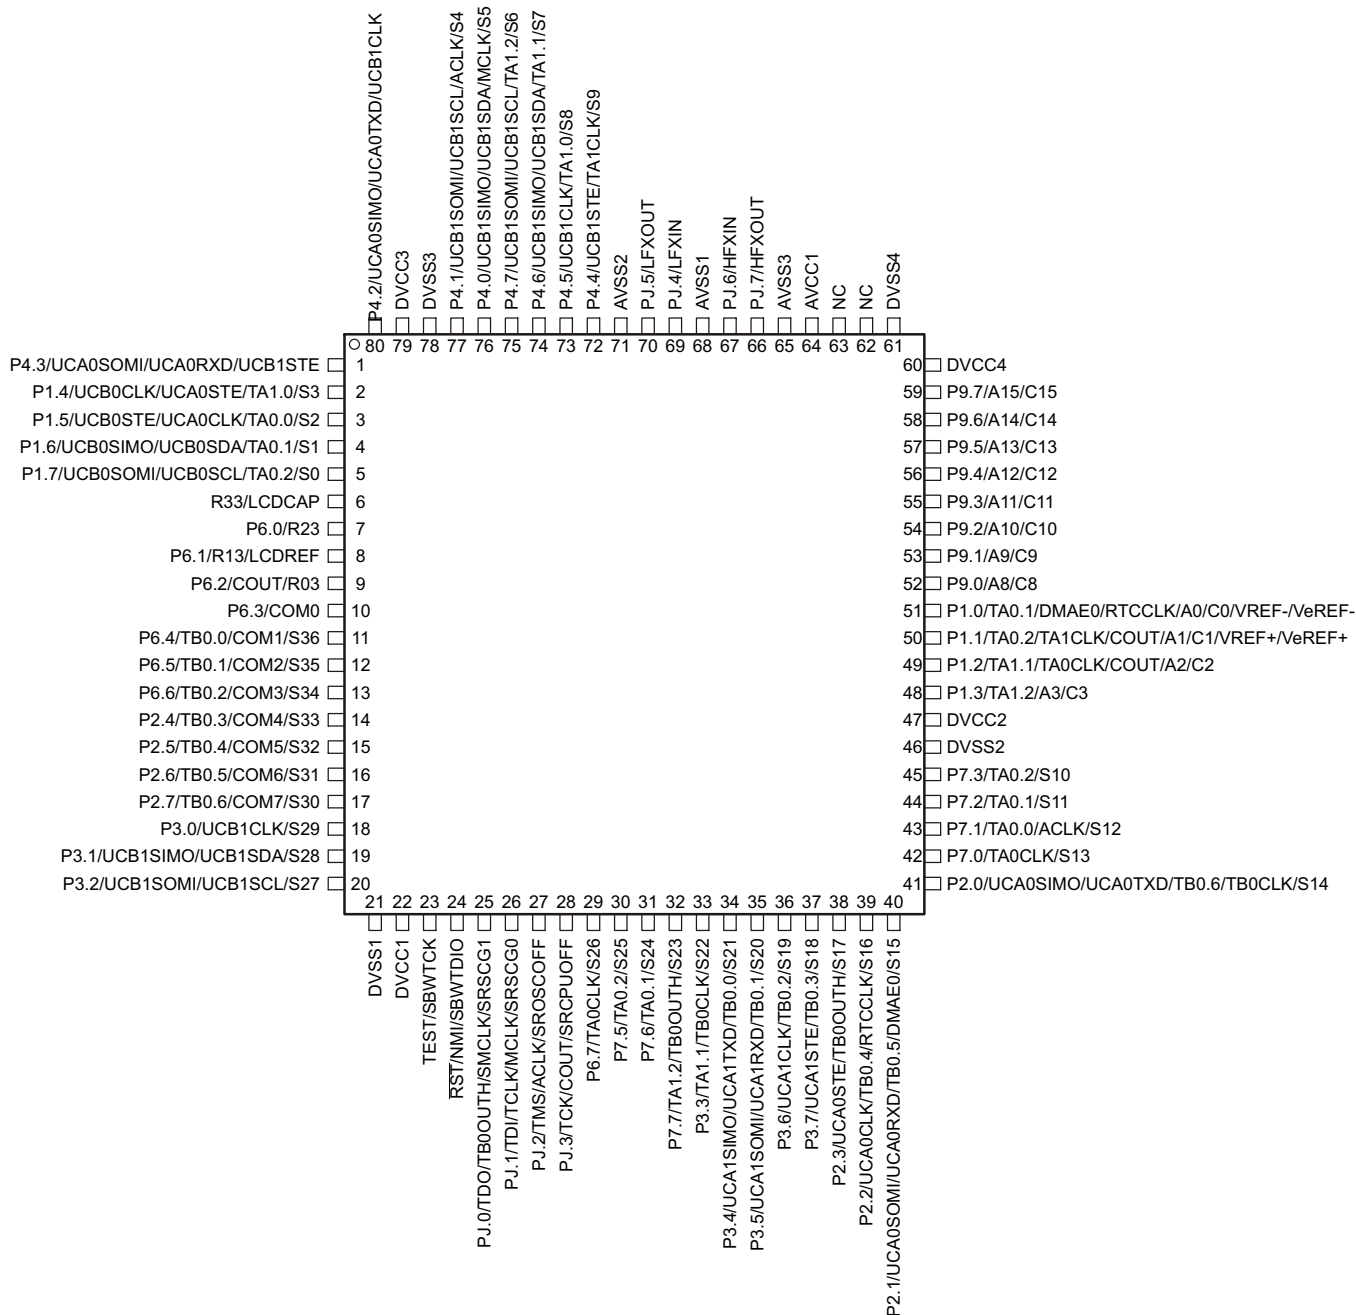 P4.2/UCA0SIMO/UCA0TXD/UCB1CLK
DVCC3
DVSS3
P4.1/UCB1SOMI/UCB1SCL/ACLK/S4
P4.0/UCB1SIMO/UCB1SDA/MCLK/S5
P4.7/UCB1SOMI/UCB1SCL/TA1.2/S6
P4.6/UCB1SIMO/UCB1SDA/TA1.1/S7
P4.5/UCB1CLK/TA1.0/S8
P4.4/UCB1STE/TA1CLK/S9
AVSS2
PJ.5/LFXOUT
PJ.4/LFXIN
AVSS1
PJ.6/HFXIN
PJ.7/HFXOUT
AVSS3
AVCC1
NC
NC
DVSS4
80 79 78 77 76 75 74 73 72 71 70 69 68 67 66 65 64 63 62 61
P4.3/UCA0SOMI/UCA0RXD/UCB1STE 1
P1.4/UCB0CLK/UCA0STE/TA1.0/S3 2
P1.5/UCB0STE/UCA0CLK/TA0.0/S2 3
P1.6/UCB0SIMO/UCB0SDA/TA0.1/S1 4
P1.7/UCB0SOMI/UCB0SCL/TA0.2/S0 5
R33/LCDCAP 6
P6.0/R23 7
P6.1/R13/LCDREF 8
P6.2/COUT/R03 9
P6.3/COM0 10
P6.4/TB0.0/COM1/S36 11
P6.5/TB0.1/COM2/S35 12
P6.6/TB0.2/COM3/S34 13
P2.4/TB0.3/COM4/S33 14
P2.5/TB0.4/COM5/S32 15
P2.6/TB0.5/COM6/S31 16
P2.7/TB0.6/COM7/S30 17
P3.0/UCB1CLK/S29 18
P3.1/UCB1SIMO/UCB1SDA/S28 19
P3.2/UCB1SOMI/UCB1SCL/S27 20
60 DVCC4
59 P9.7/A15/C15
58 P9.6/A14/C14
57 P9.5/A13/C13
56 P9.4/A12/C12
55 P9.3/A11/C11
54 P9.2/A10/C10
53 P9.1/A9/C9
52 P9.0/A8/C8
51 P1.0/TA0.1/DMAE0/RTCCLK/A0/C0/VREF-/VeREF-
50 P1.1/TA0.2/TA1CLK/COUT/A1/C1/VREF+/VeREF+
49 P1.2/TA1.1/TA0CLK/COUT/A2/C2
48 P1.3/TA1.2/A3/C3
47 DVCC2
46 DVSS2
45 P7.3/TA0.2/S10
44 P7.2/TA0.1/S11
43 P7.1/TA0.0/ACLK/S12
42 P7.0/TA0CLK/S13
41 P2.0/UCA0SIMO/UCA0TXD/TB0.6/TB0CLK/S14
21 22 23 24 25 26 27 28 29 30 31 32 33 34 35 36 37 38 39 40
DVSS1
DVCC1
TEST/SBWTCK
RST/NMI/SBWTDIO
PJ.0/TDO/TB0OUTH/SMCLK/SRSCG1
PJ.1/TDI/TCLK/MCLK/SRSCG0
PJ.2/TMS/ACLK/SROSCOFF
PJ.3/TCK/COUT/SRCPUOFF
P6.7/TA0CLK/S26
P7.5/TA0.2/S25
P7.6/TA0.1/S24
P7.7/TA1.2/TB0OUTH/S23
P3.3/TA1.1/TB0CLK/S22
P3.4/UCA1SIMO/UCA1TXD/TB0.0/S21
P3.5/UCA1SOMI/UCA1RXD/TB0.1/S20
P3.6/UCA1CLK/TB0.2/S19
P3.7/UCA1STE/TB0.3/S18
P2.3/UCA0STE/TB0OUTH/S17
P2.2/UCA0CLK/TB0.4/RTCCLK/S16
P2.1/UCA0SOMI/UCA0RXD/TB0.5/DMAE0/S15